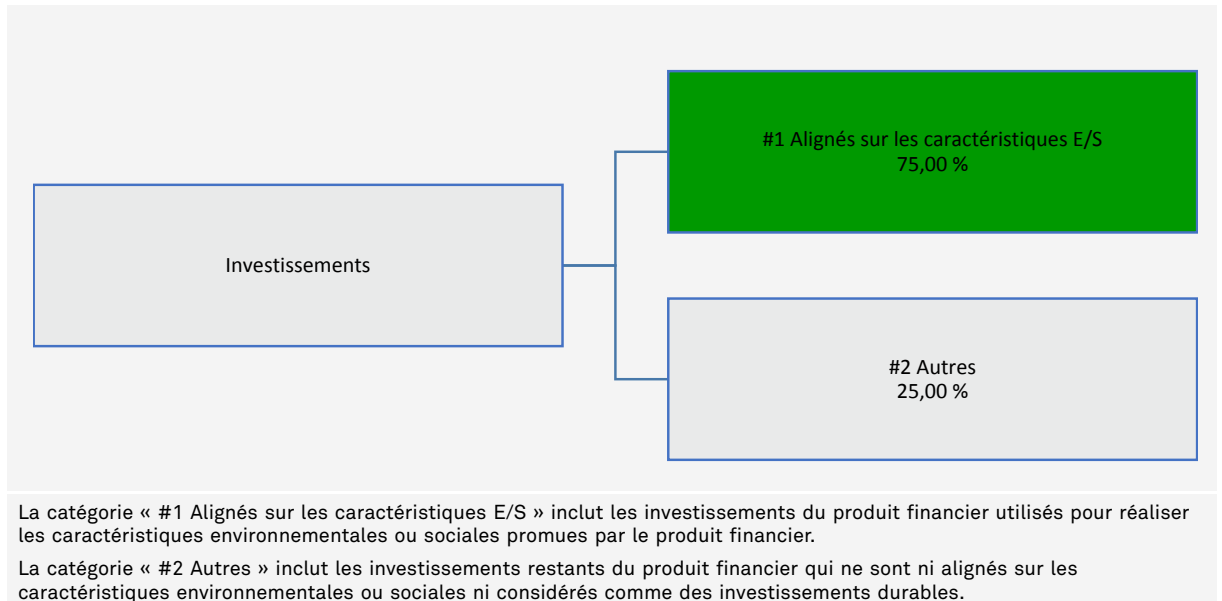 #1 Alignés sur les caractéristiques E/S
75,00 %
Investissements
#2 Autres
25,00 %
La catégorie « #1 Alignés sur les caractéristiques E/S » inclut les investissements du produit financier utilisés pour réaliser
les caractéristiques environnementales ou sociales promues par le produit financier.
La catégorie « #2 Autres » inclut les investissements restants du produit financier qui ne sont ni alignés sur les
caractéristiques environnementales ou sociales ni considérés comme des investissements durables.